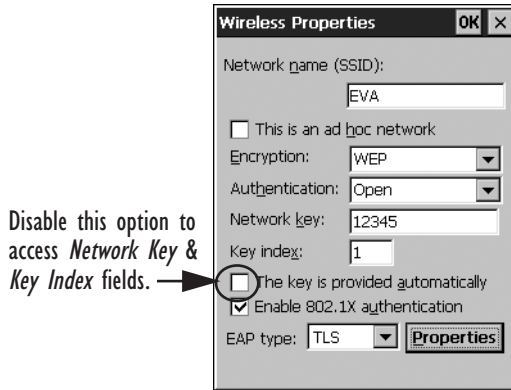 Wireless Properties OK ×
Network name (SSID):
EVA
This is an ad hoc network
Encryption: WEP
Authentication: Open
Network key: 12345
Key index: 1
Disable this option to
access Network Key &
Key Index fields.
The key is provided automatically
Enable 802.1X authentication
EAP type: TLS Properties